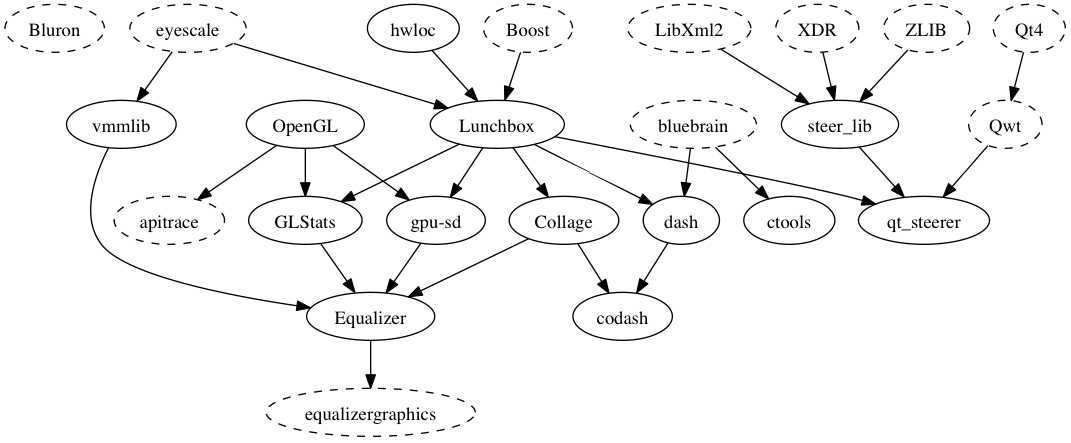 Bluron
eyescale
hwloc
Boost
LibXml2
XDR
ZLIB
Qt4
vmmlib
OpenGL
Lunchbox
bluebrain
steer_lib
Qwt
apitrace
GLStats
gpu-sd
Collage
dash
ctools
qt_steerer
Equalizer
codash
equalizergraphics